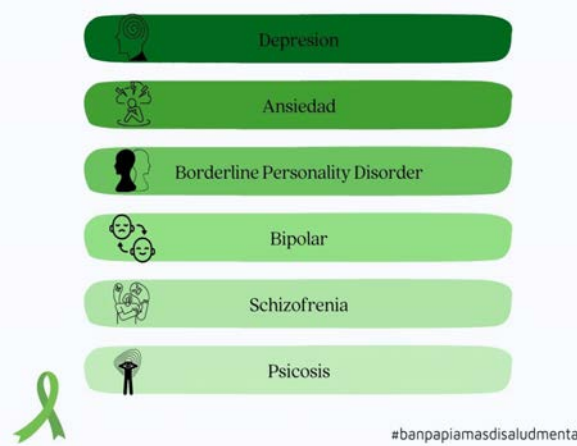 Depresion
Ansiedad
Borderline Personality Disorder
Bipolar
Schizofrenia
Psicosis
#banpapiamasdisaludmenta